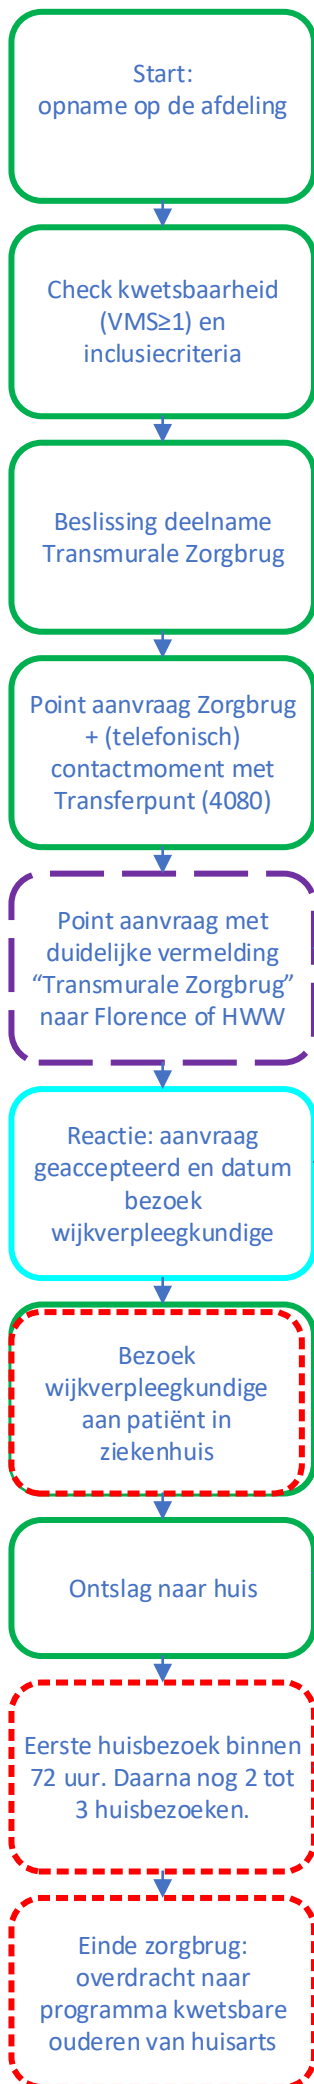 Start:
opname op de afdeling
Check kwetsbaarheid
(VMS≥1) en
inclusiecriteria
Beslissing deelname
Transmurale Zorgbrug
Point aanvraag Zorgbrug
+ (telefonisch)
contactmoment met
Transferpunt (4080)
Point aanvraag met
duidelijke vermelding
“Transmurale Zorgbrug”
naar Florence of HWW
Reactie: aanvraag
geaccepteerd en datum
bezoek
wijkverpleegkundige
Bezoek
wijkverpleegkundige
aan patiënt in
ziekenhuis
Ontslag naar huis
Eerste huisbezoek binnen
72 uur. Daarna nog 2 tot
3 huisbezoeken.
Einde zorgbrug:
overdracht naar
programma kwetsbare
ouderen van huisarts